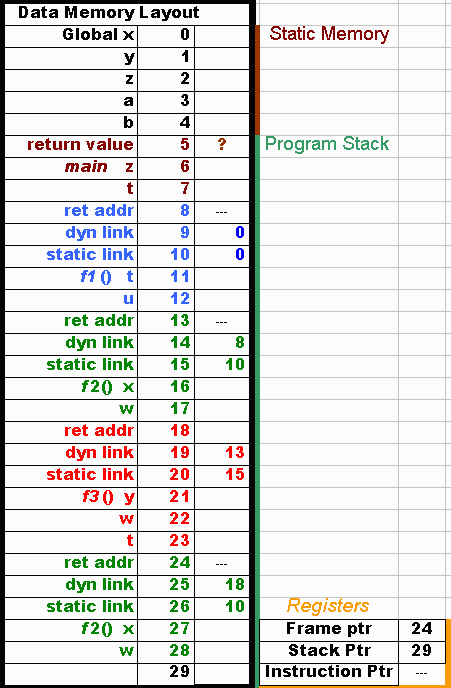 Data Memory Layout
Global x 0 Static Memory
y 1
z 2
a 3
b 4
return value 5 ? Program Stack
main z 6
t 7
ret addr 8 ---
dyn link 9 0
static link 10 0
f1() t 11
u 12
ret addr 13 ---
dyn link 14 8
static link 15 10
f2() x 16
w 17
ret addr 18
dyn link 19 13
static link 20 15
f3() y 21
w 22
t 23
ret addr 24 ---
dyn link 25 18
static link 26 10 Registers
f2() x 27 Frame ptr 24
w 28 Stack Ptr 29
29 Instruction Ptr ---